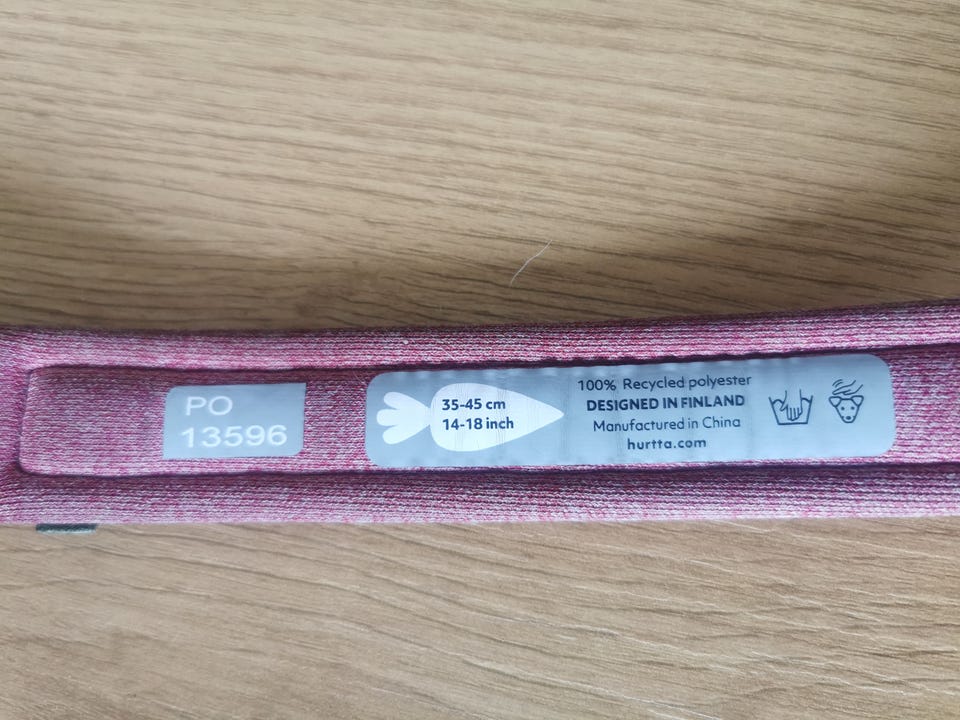 PO
13596
35-45 cm
14-18 inch
100% Recycled polyester
DESIGNED IN FINLAND
Manufactured in China
hurtta.com